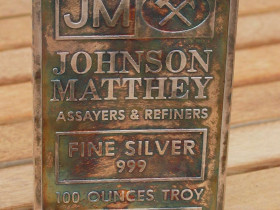 JM
JOHNSON
MATTHEY
ASSAYERS & REFINERS
FINE SILVER
999
100 OUNCES TROY